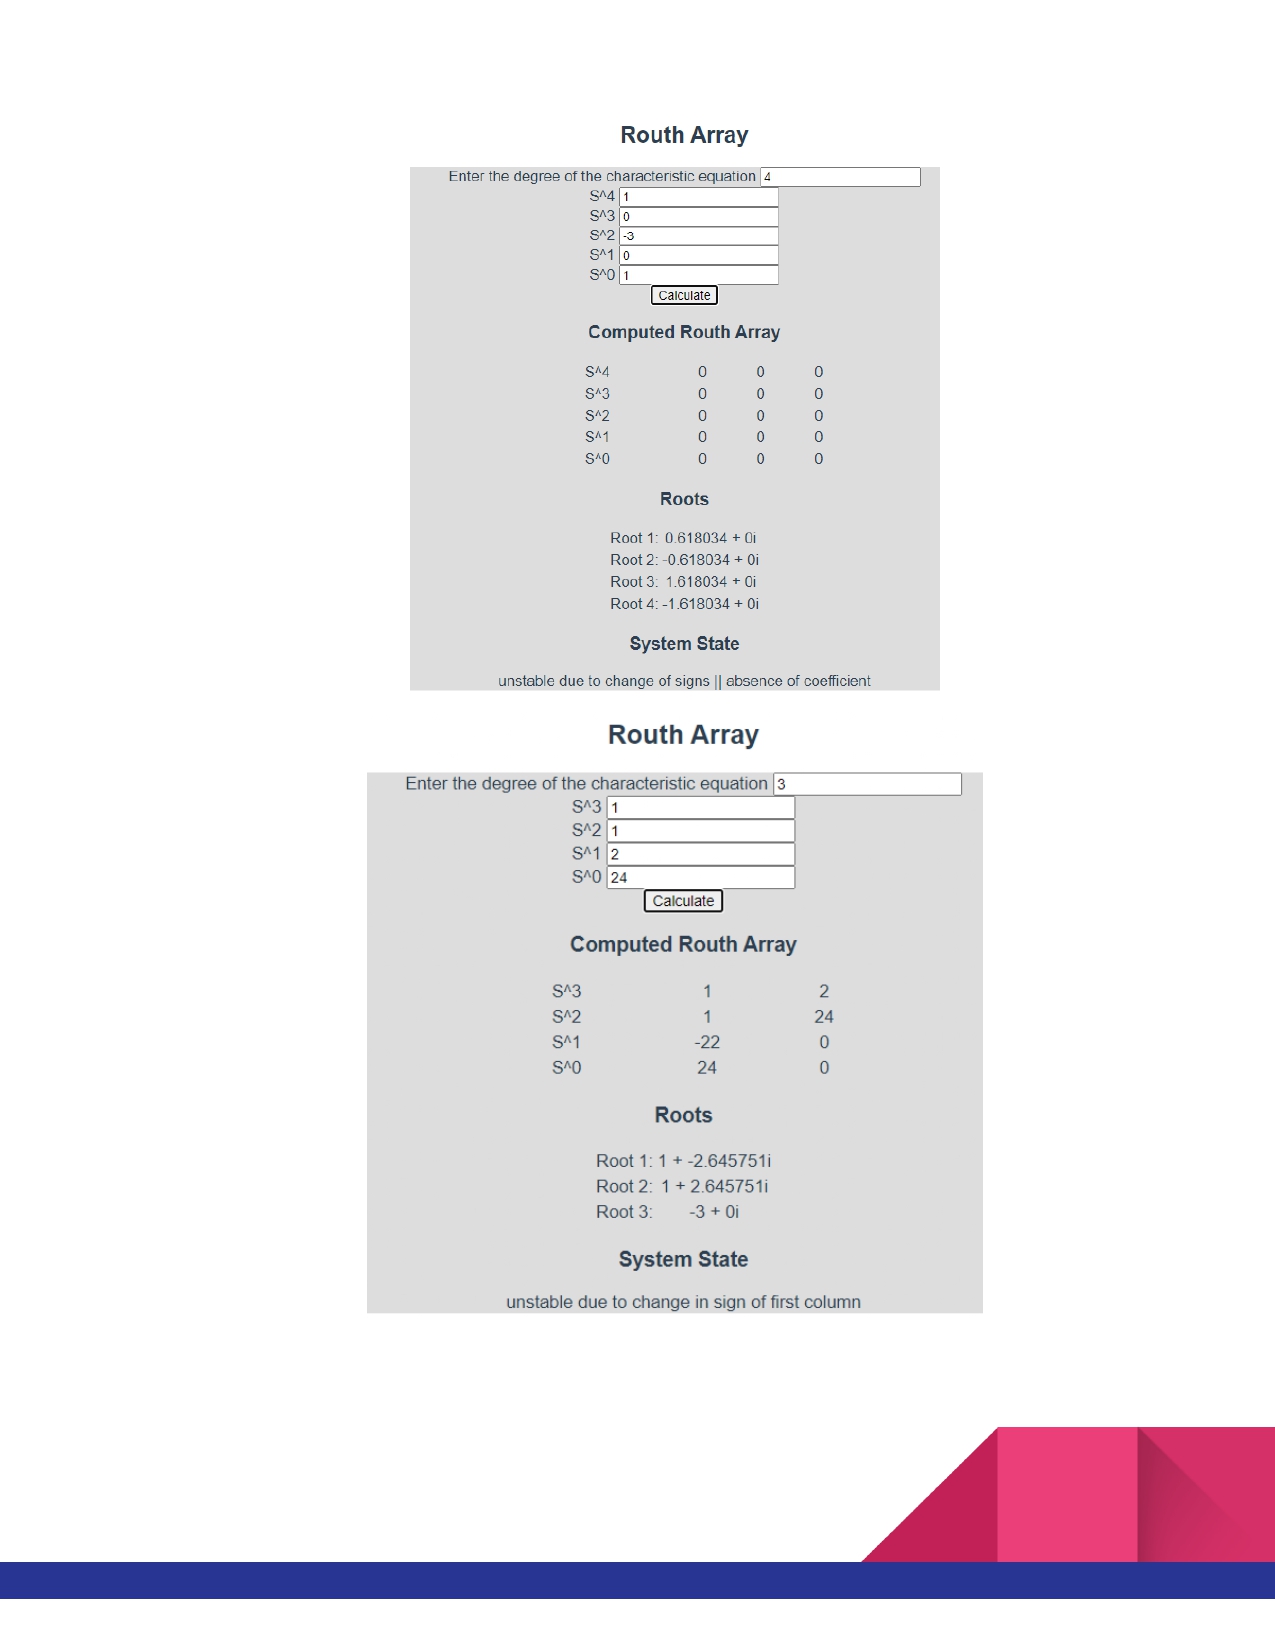 Routh Array
Enter the degree of the characteristic equation 4
S^4 1
S^3 0
S^2 -3
S^1 0
S^0 1
Calculate
Computed Routh Array
S^4 0 0 0
S^3 0 0 0
S^2 0 0 0
S^1 0 0 0
S^0 0 0 0
Roots
Root 1: 0.618034 + 0i
Root 2: -0.618034 + 0i
Root 3: 1.618034 + 0i
Root 4: -1.618034 + 0i
System State
unstable due to change of signs || absence of coefficient
Routh Array
Enter the degree of the characteristic equation 3
S^3 1
S^2 1
S^1 2
S^0 24
Calculate
Computed Routh Array
S^3 1 2
S^2 1 24
S^1 -22 0
S^0 24 0
Roots
Root 1: 1 + -2.645751i
Root 2: 1 + 2.645751i
Root 3: -3 + 0i
System State
unstable due to change in sign of first column